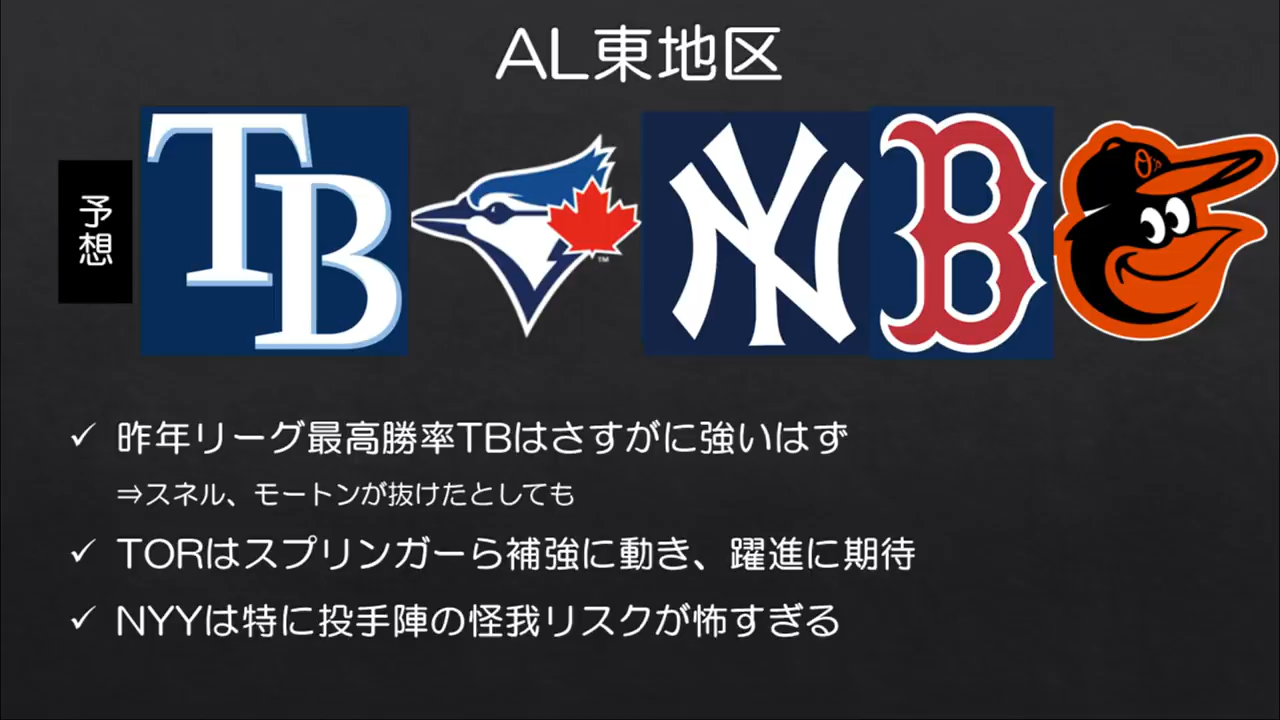 AL東地区
予想
TB
TM
NY
B
O's
✓ 昨年リーグ最高勝率TBはさすがに強いはず
⇒スネル、モートンが抜けたとしても
✓ TORはスプリンガーら補強に動き、躍進に期待
✓ NYYは特に投手陣の怪我リスクが怖すぎる